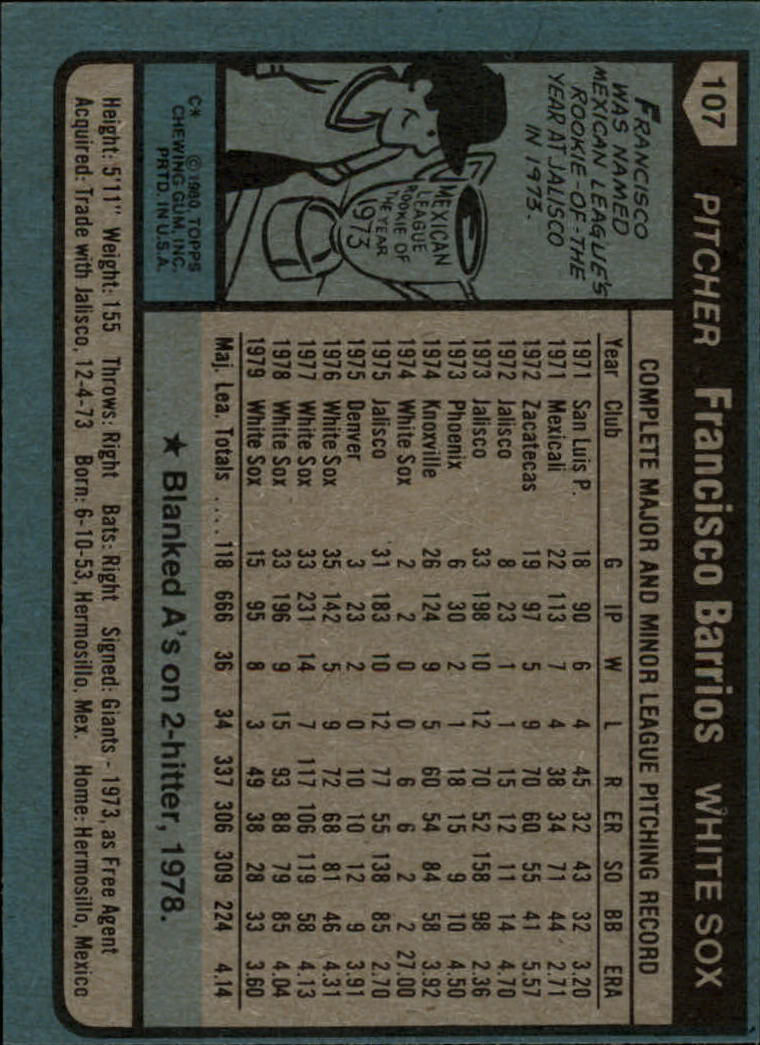 107 PITCHER Francisco Barrios WHITE SOX
FRANCISCO
WAS NAMED
MEXICAN LEAGUE'S
ROOKIE-OF-THE
YEAR AT JALISCO
IN 1973.
MEXICAN
LEAGUE
ROOKIE OF
THE YEAR
1973
C* © 1980, TOPPS
CHEWING GUM, INC.
PRTD. IN U.S.A.
COMPLETE MAJOR AND MINOR LEAGUE PITCHING RECORD
Year Club G IP W L R ER SO BB ERA
1971 San Luis P. 18 90 6 4 45 32 43 32 3.20
1971 Mexicali 22 113 7 4 38 34 71 44 2.71
1972 Zacatecas 19 97 5 9 70 60 55 41 5.57
1972 Jalisco 8 23 1 1 15 12 11 14 4.70
1973 Jalisco 33 198 10 12 70 52 158 98 2.36
1973 Phoenix 6 30 2 1 18 15 9 10 4.50
1974 Knoxville 26 124 9 5 60 54 84 58 3.92
1974 White Sox 2 2 0 0 6 6 2 2 27.00
1975 Jalisco 31 183 10 12 77 55 138 85 2.70
1975 Denver 3 23 2 0 10 10 12 9 3.91
1976 White Sox 35 142 5 9 72 68 81 46 4.31
1977 White Sox 33 231 14 7 117 106 119 58 4.13
1978 White Sox 33 196 9 15 93 88 79 85 4.04
1979 White Sox 15 95 8 3 49 38 28 33 3.60
Maj. Lea. Totals .... 118 666 36 34 337 306 309 224 4.14
★ Blanked A's on 2-hitter, 1978.
Height: 5'11" Weight: 155 Throws: Right Bats: Right Signed: Giants - 1973, as Free Agent
Acquired: Trade with Jalisco, 12-4-73 Born: 6-10-53, Hermosillo, Mex. Home: Hermosillo, Mexico